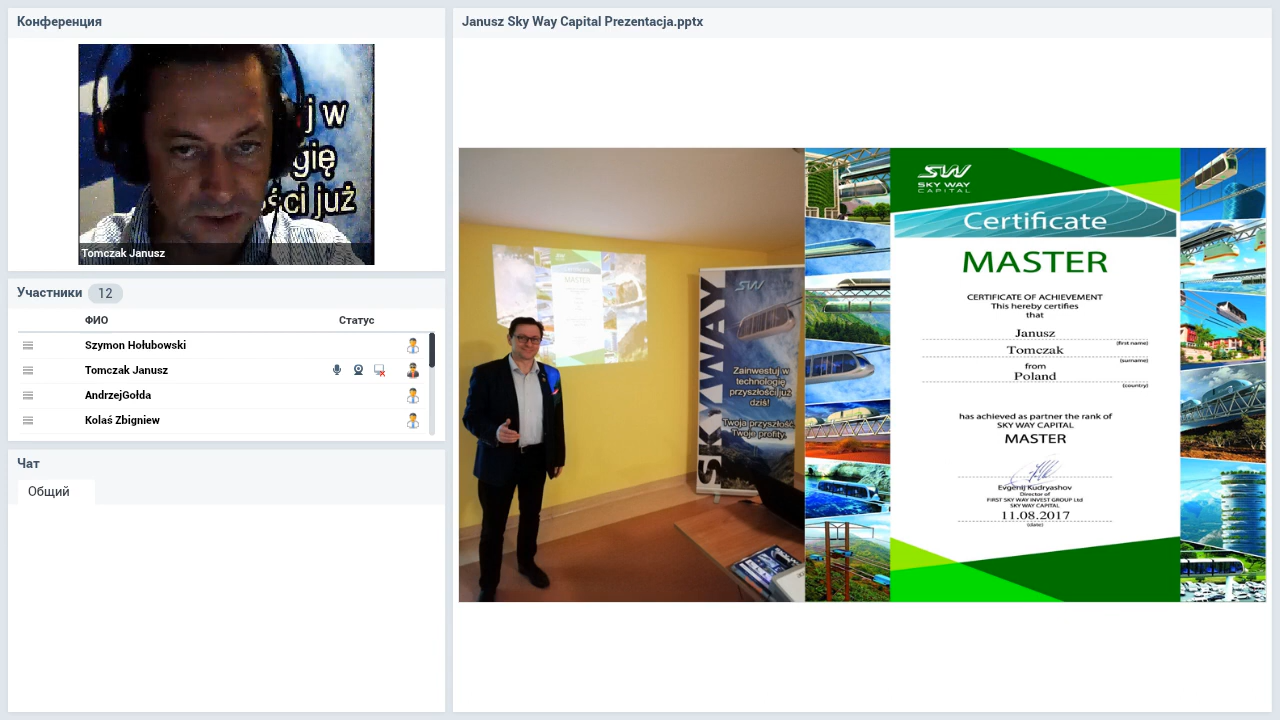 Конференция
j w
gię
ści już
Tomczak Janusz
Участники 12
ФИО Статус
Szymon Hołubowski
Tomczak Janusz
AndrzejGołda
Kolaś Zbigniew
Чат
Общий
Janusz Sky Way Capital Prezentacja.pptx
SW
SKYWAY
Zainwestuj w
technologię
przyszłości już
dziś!
Twoja przyszłość,
Twoje profity.
SW
SKY WAY
CAPITAL
Certificate
MASTER
CERTIFICATE OF ACHIEVEMENT
This hereby certifies
that
Janusz
(first name)
Tomczak
(surname)
from
Poland
(country)
has achieved as partner the rank of
SKY WAY CAPITAL
MASTER
Evgenij Kudryashov
Director of
FIRST SKY WAY INVEST GROUP Ltd
SKY WAY CAPITAL
11.08.2017
(date)